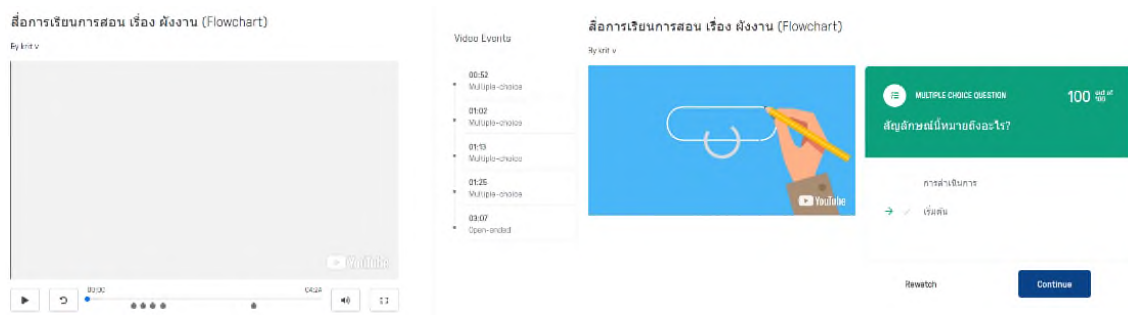 สื่อการเรียนการสอน เรื่อง ผังงาน (Flowchart)
By krit v
YouTube
00:00
04:24
Video Events
00:52
Multiple-choice
01:02
Multiple-choice
01:13
Multiple-choice
01:25
Multiple-choice
03:07
Open-ended
สื่อการเรียนการสอน เรื่อง ผังงาน (Flowchart)
By krit v
YouTube
MULTIPLE CHOICE QUESTION
100 out of 100
สัญลักษณ์นี้หมายถึงอะไร?
การดำเนินการ
เริ่มต้น
Rewatch
Continue